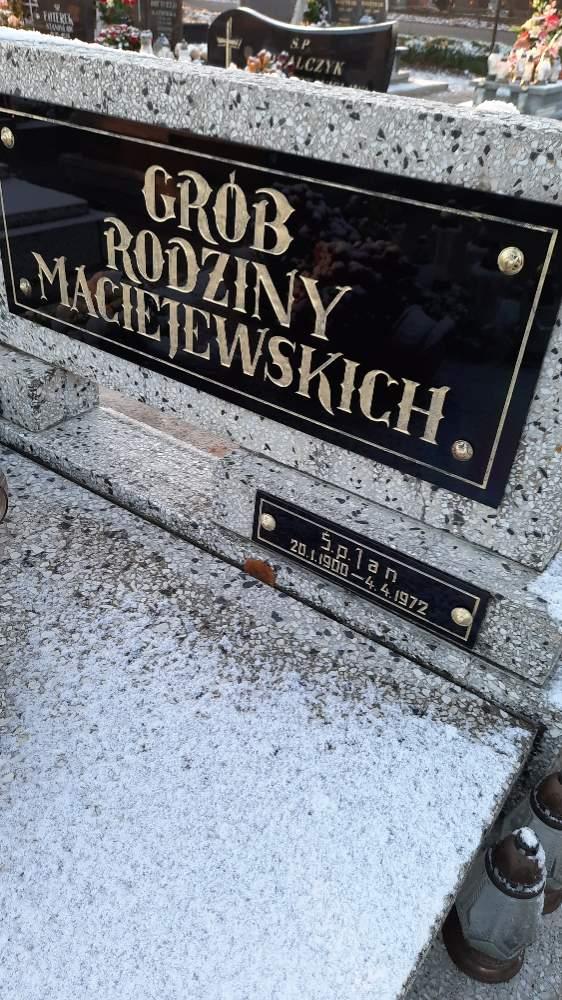 Ś.P.
GRÓB
RODZINY
MACIEJEWSKICH
Ś.p. Jan
20.1.1900 — 4.4.1972